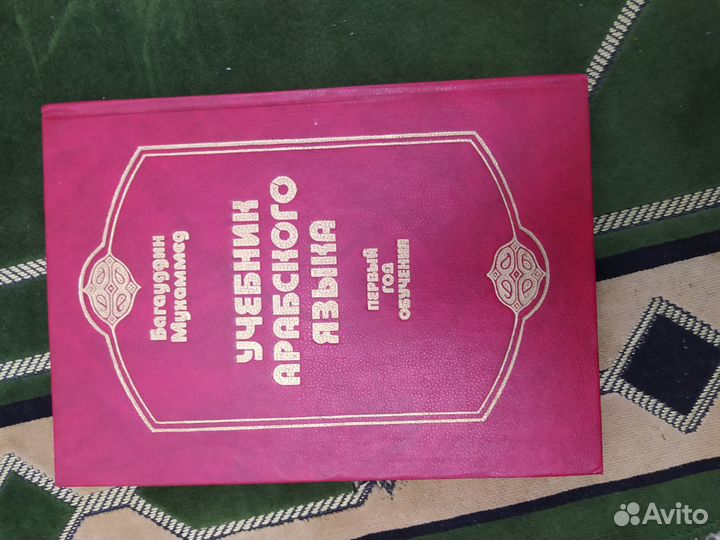 Багауддин
Мухаммед
УЧЕБНИК
АРАБСКОГО
ЯЗЫКА
ПЕРВЫЙ
ГОД
ОБУЧЕНИЯ
Avito